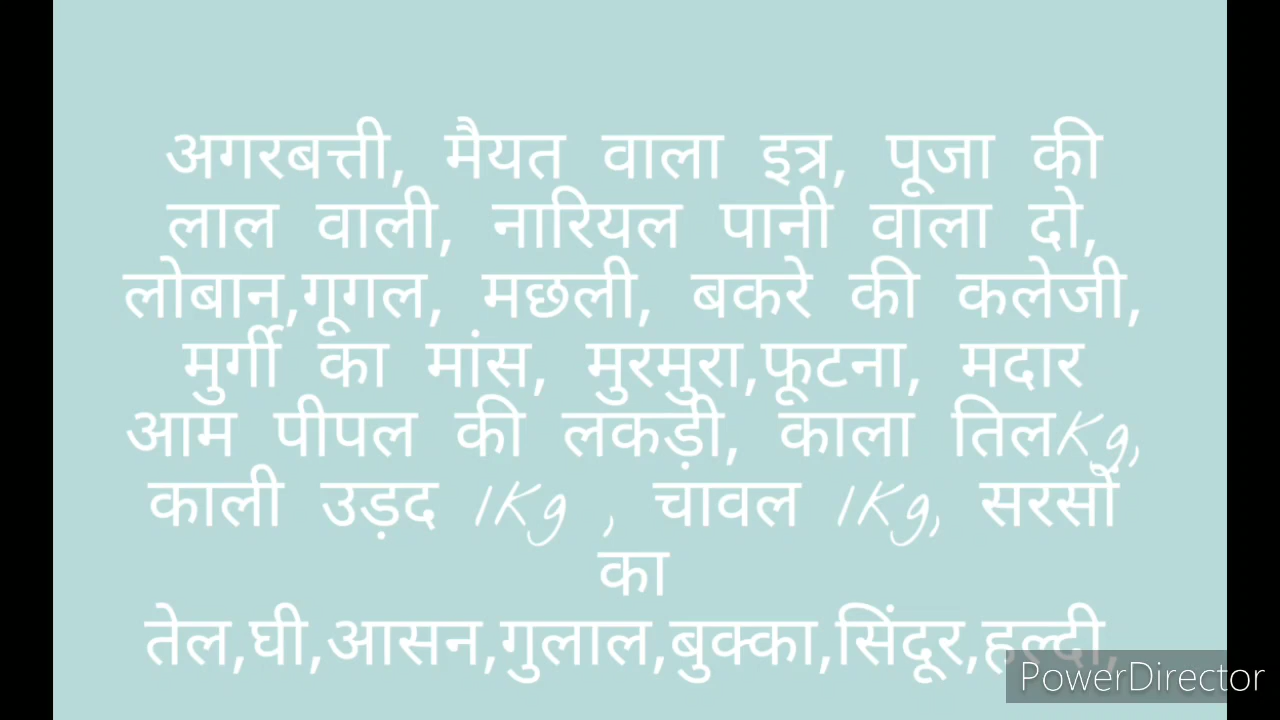 अगरबत्ती, मैयत वाला इत्र, पूजा की
लाल वाली, नारियल पानी वाला दो,
लोबान,गूगल, मछली, बकरे की कलेजी,
मुर्गी का मांस, मुरमुरा,फूटना, मदार
आम पीपल की लकड़ी, काला तिलKg,
काली उड़द 1Kg , चांवल 1Kg, सरसों
का
तेल,घी,आसन,गुलाल,बुक्का,सिंदूर,हल्दी,
PowerDirector